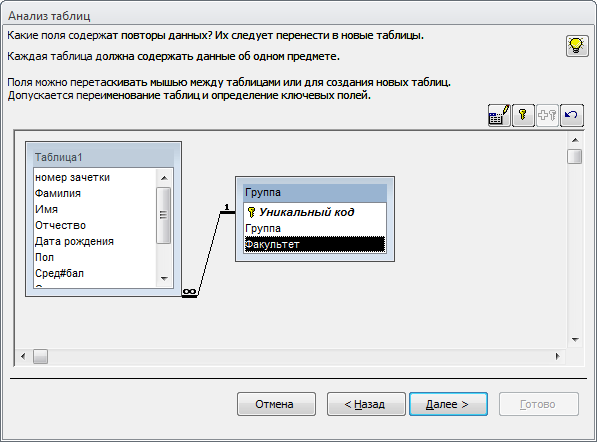 Анализ таблиц
Какие поля содержат повторы данных? Их следует перенести в новые таблицы.
Каждая таблица должна содержать данные об одном предмете.
Поля можно перетаскивать мышью между таблицами или для создания новых таблиц.
Допускается переименование таблиц и определение ключевых полей.
Таблица1
номер зачетки
Фамилия
Имя
Отчество
Дата рождения
Пол
Сред#бал
Группа
Уникальный код
Группа
Факультет
1
∞
Отмена
< Назад
Далее >
Готово